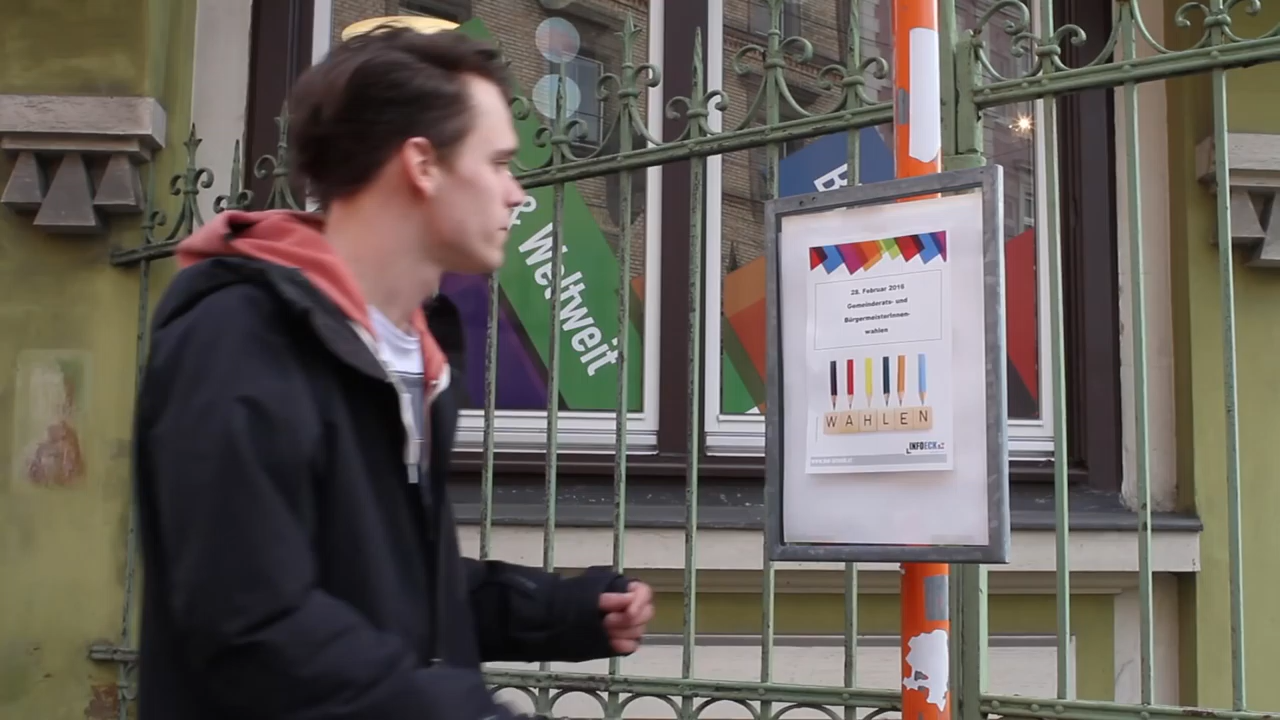 & Weltweit
28. Februar 2016
Gemeinderats- und
BürgermeisterInnen-
wahlen
WAHLEN
INFOECK